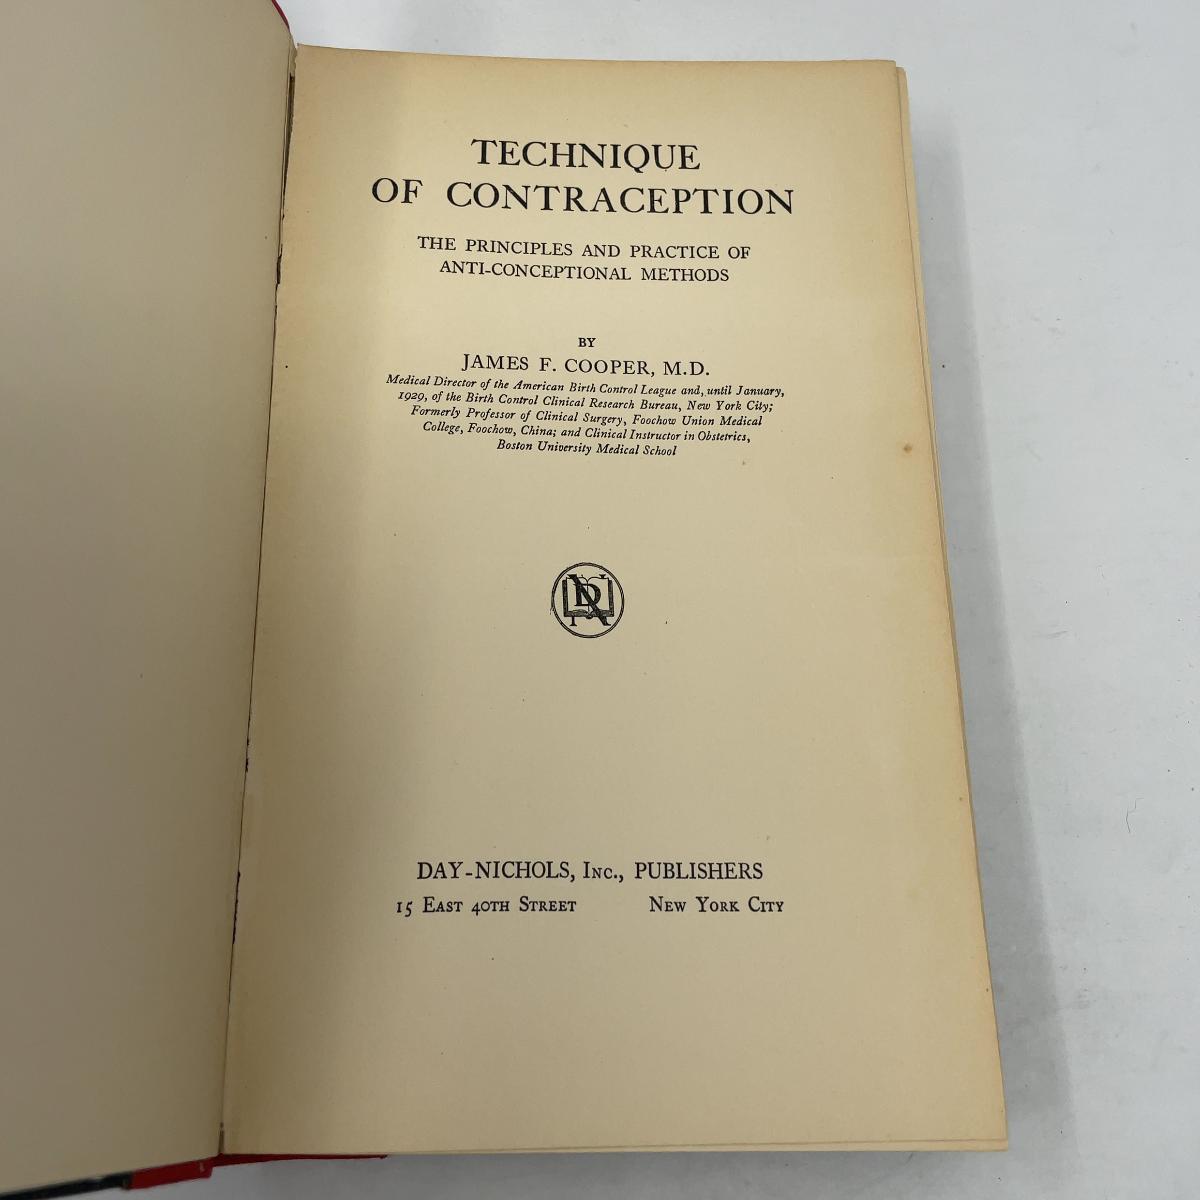 TECHNIQUE
OF CONTRACEPTION
THE PRINCIPLES AND PRACTICE OF
ANTI-CONCEPTIONAL METHODS
BY
JAMES F. COOPER, M.D.
Medical Director of the American Birth Control League and, until January,
1929, of the Birth Control Clinical Research Bureau, New York City;
Formerly Professor of Clinical Surgery, Foochow Union Medical
College, Foochow, China; and Clinical Instructor in Obstetrics,
Boston University Medical School
DN
DAY-NICHOLS, INC., PUBLISHERS
15 EAST 40TH STREET NEW YORK CITY